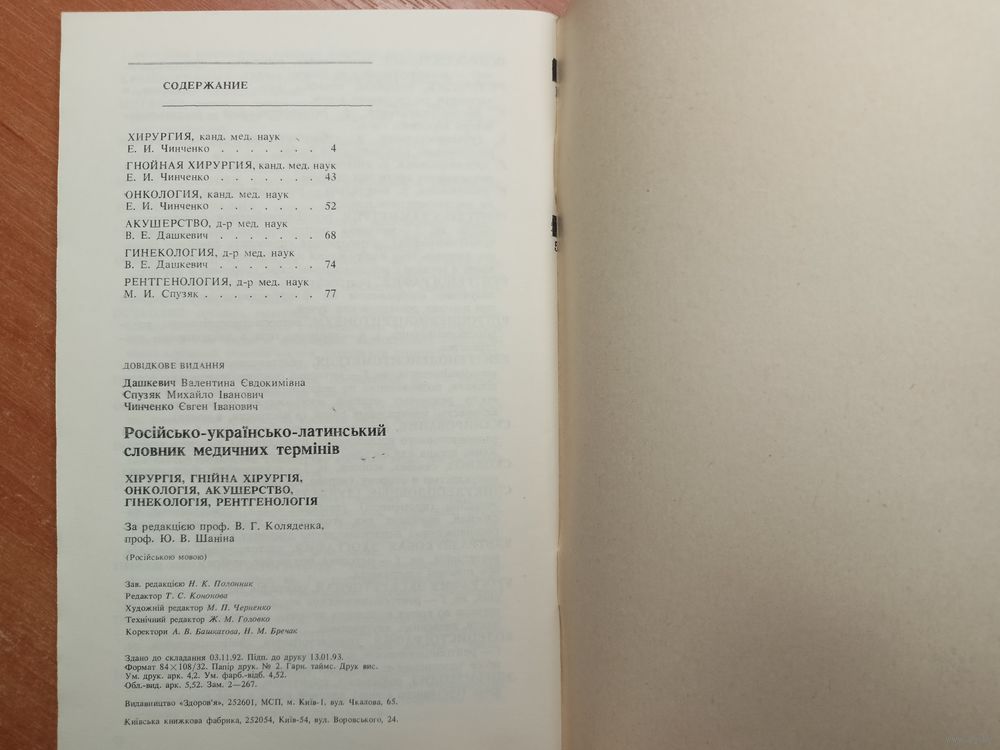 СОДЕРЖАНИЕ
ХИРУРГИЯ, канд. мед. наук
Е. И. Чинченко . . . . . . . 4
ГНОЙНАЯ ХИРУРГИЯ, канд. мед. наук
Е. И. Чинченко . . . . . . . 43
ОНКОЛОГИЯ, канд. мед. наук
Е. И. Чинченко . . . . . . . 52
АКУШЕРСТВО, д-р мед. наук
В. Е. Дашкевич . . . . . . . 68
ГИНЕКОЛОГИЯ, д-р мед. наук
В. Е. Дашкевич . . . . . . . 74
РЕНТГЕНОЛОГИЯ, д-р мед. наук
М. И. Спузяк . . . . . . . . 77
ДОВІДКОВЕ ВИДАННЯ
Дашкевич Валентина Євдокимівна
Спузяк Михайло Іванович
Чинченко Євген Іванович
Російсько-українсько-латинський
словник медичних термінів
ХІРУРГІЯ, ГНІЙНА ХІРУРГІЯ,
ОНКОЛОГІЯ, АКУШЕРСТВО,
ГІНЕКОЛОГІЯ, РЕНТГЕНОЛОГІЯ
За редакцією проф. В. Г. Коляденка,
проф. Ю. В. Шаніна
(Російською мовою)
Зав. редакцією Н. К. Полонник
Редактор Т. С. Кононова
Художній редактор М. П. Черненко
Технічний редактор Ж. М. Головко
Коректори А. В. Башкатова, Н. М. Бречак
Здано до складання 03.11.92. Підп. до друку 13.01.93.
Формат 84×108/32. Папір друк. № 2. Гарн. таймс. Друк вис.
Ум. друк. арк. 4,2. Ум. фарб.-відб. 4,52.
Обл.-вид. арк. 5,52. Зам. 2—267.
Видавництво «Здоров'я», 252601, МСП, м. Київ-1, вул. Чкалова, 65.
Київська книжкова фабрика, 252054, Київ-54, вул. Воровського, 24.